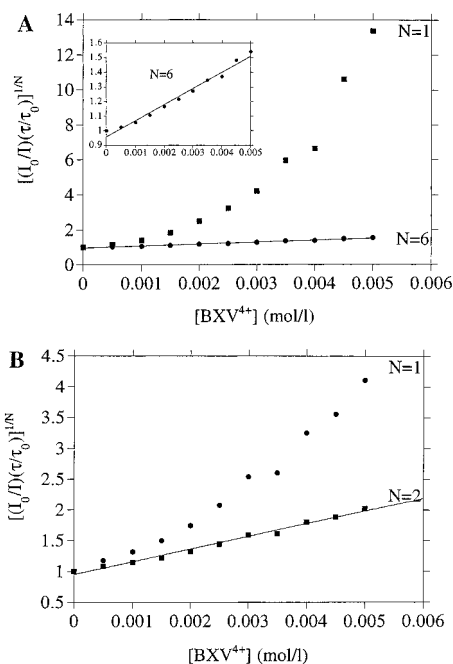 A
14
12
10
8
6
4
2
0
[(I₀/I)(τ/τ₀)]^1/N
N=1
N=6
1.6
1.5
1.4
1.3
1.2
1.1
1
0.9
N=6
0 0.001 0.002 0.003 0.004 0.005
0 0.001 0.002 0.003 0.004 0.005 0.006
[BXV⁴⁺] (mol/l)
B
4.5
4
3.5
3
2.5
2
1.5
1
0.5
[(I₀/I)(τ/τ₀)]^1/N
N=1
N=2
0 0.001 0.002 0.003 0.004 0.005 0.006
[BXV⁴⁺] (mol/l)